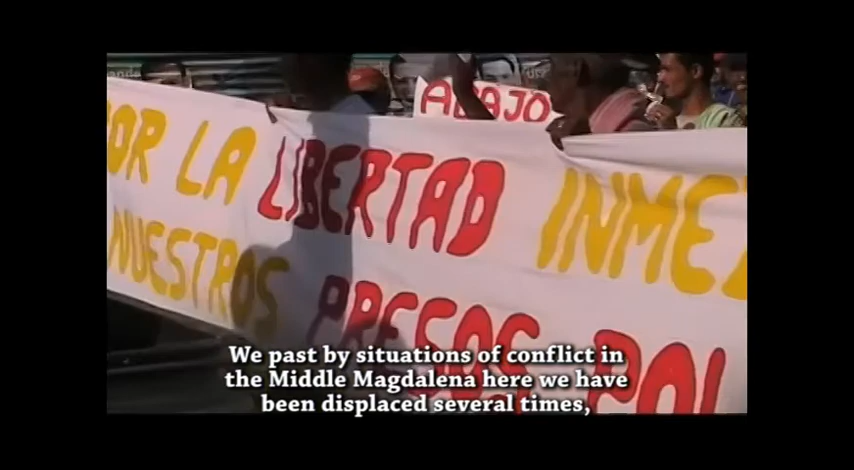 ABAJO
OR LA LIBERTAD INME
NUESTROS PRESOS POL
We past by situations of conflict in
the Middle Magdalena here we have
been displaced several times,